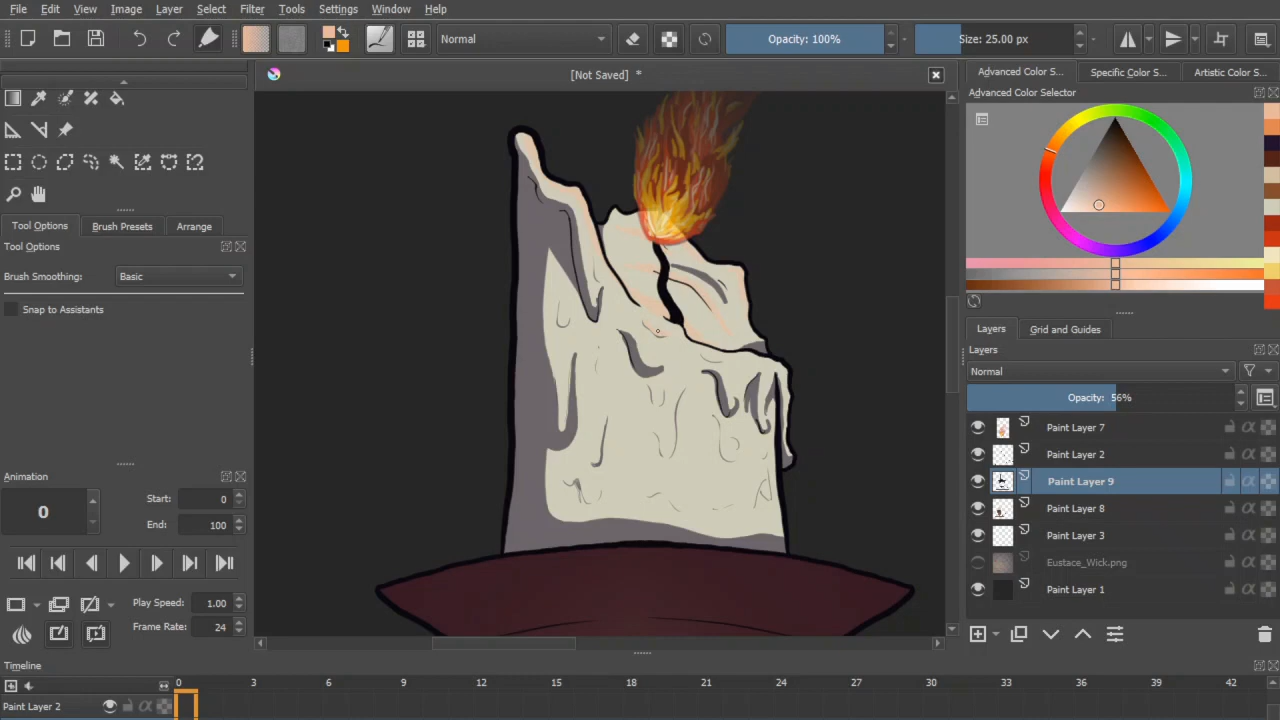 File Edit View Image Layer Select Filter Tools Settings Window Help
Normal Opacity: 100% Size: 25.00 px
[Not Saved] *
Advanced Color S... Specific Color S... Artistic Color S...
Advanced Color Selector
Tool Options Brush Presets Arrange
Tool Options
Brush Smoothing: Basic
Snap to Assistants
Layers Grid and Guides
Layers
Normal
Opacity: 56%
Paint Layer 7
Paint Layer 2
Paint Layer 9
Paint Layer 8
Paint Layer 3
Eustace_Wick.png
Paint Layer 1
Animation
0 Start: 0
End: 100
Play Speed: 1.00
Frame Rate: 24
Timeline
0 3 6 9 12 15 18 21 24 27 30 33 36 39 42
Paint Layer 2